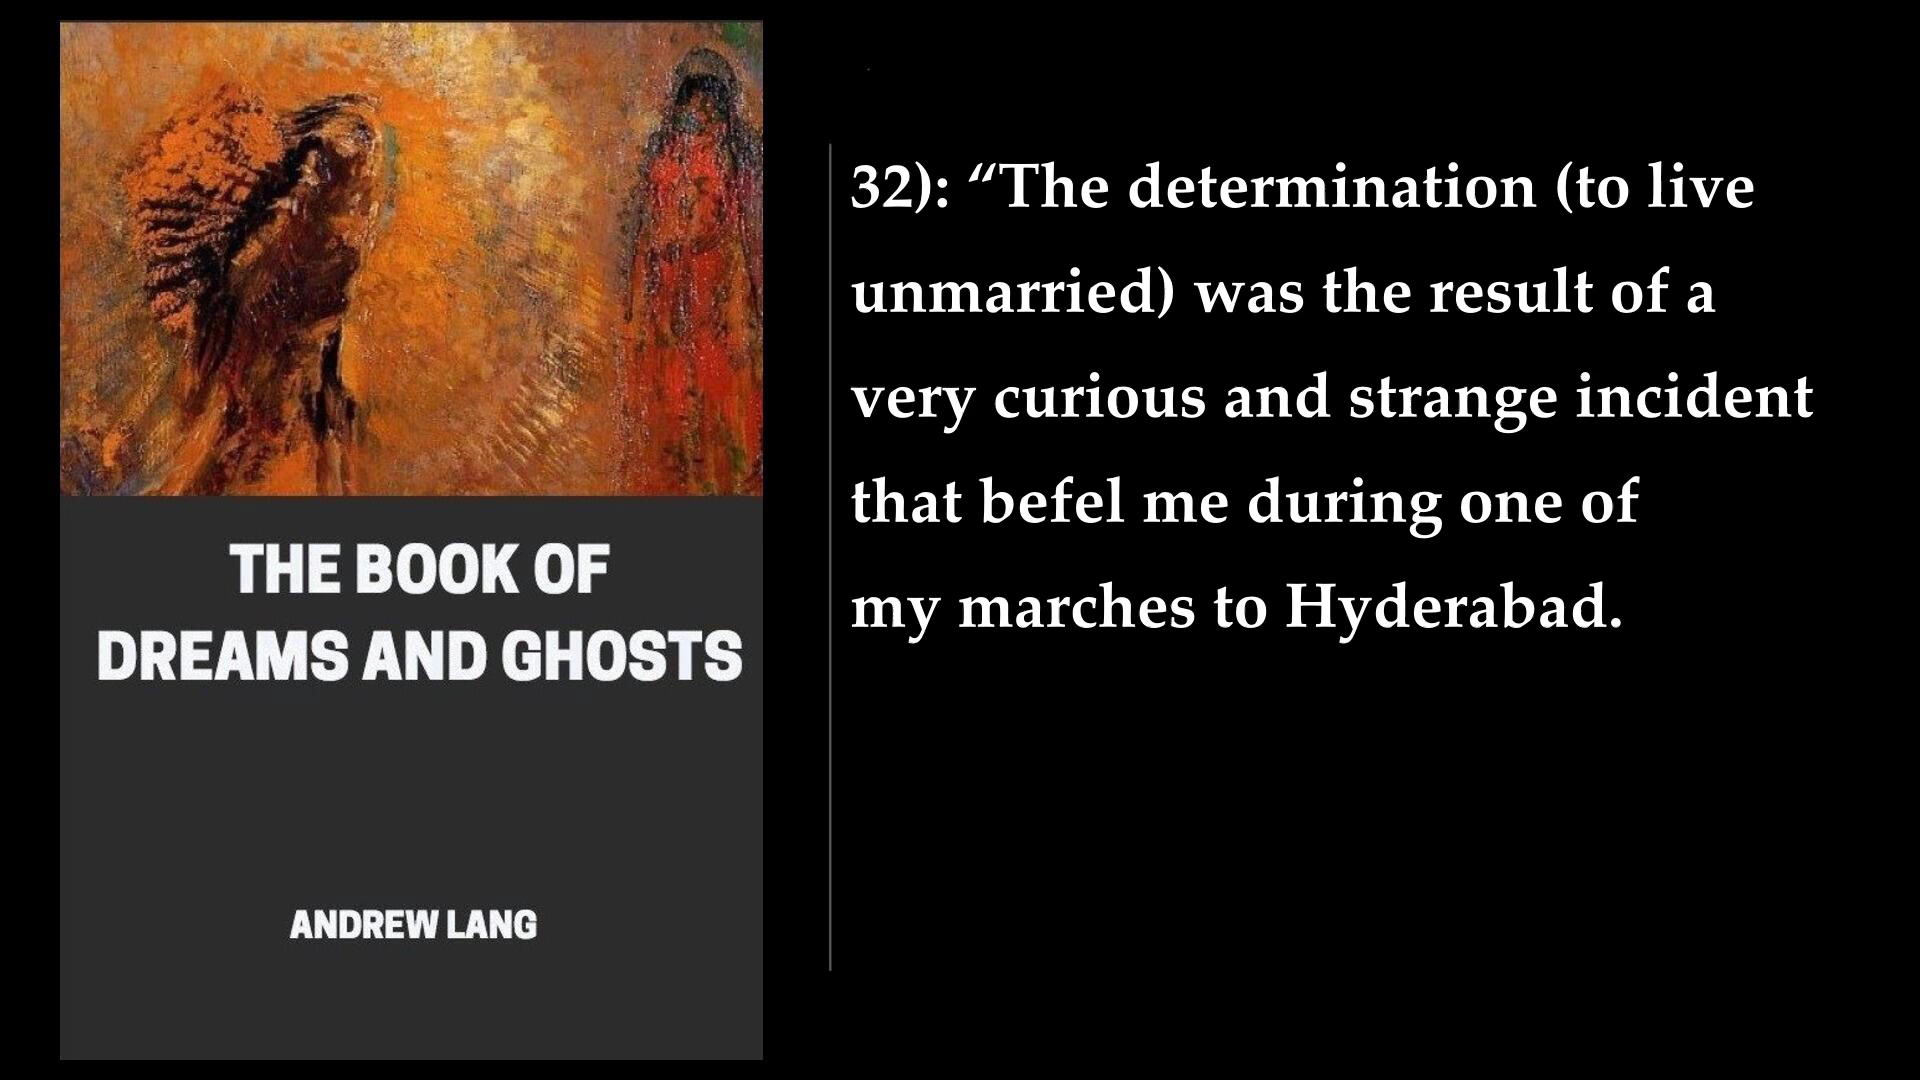 THE BOOK OF
DREAMS AND GHOSTS
ANDREW LANG
32): “The determination (to live
unmarried) was the result of a
very curious and strange incident
that befel me during one of
my marches to Hyderabad.